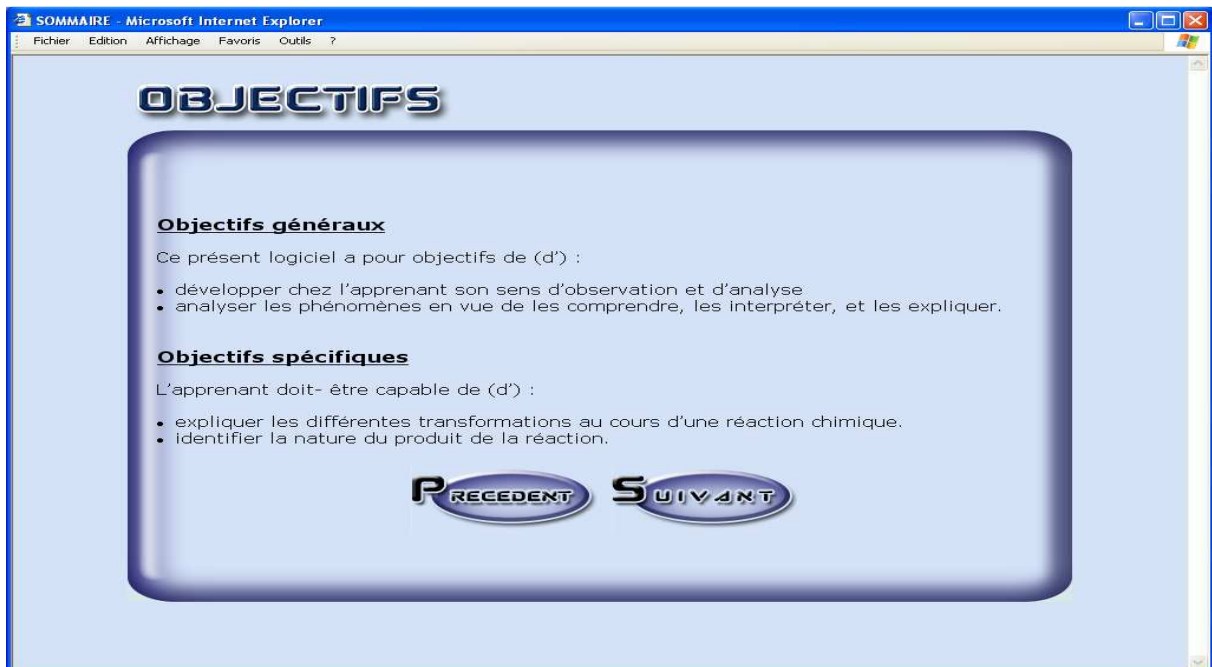 SOMMAIRE - Microsoft Internet Explorer
Fichier Edition Affichage Favoris Outils ?
OBJECTIFS
Objectifs généraux
Ce présent logiciel a pour objectifs de (d') :
• développer chez l'apprenant son sens d'observation et d'analyse
• analyser les phénomènes en vue de les comprendre, les interpréter, et les expliquer.
Objectifs spécifiques
L'apprenant doit- être capable de (d') :
• expliquer les différentes transformations au cours d'une réaction chimique.
• identifier la nature du produit de la réaction.
PRECEDENT SUIVANT